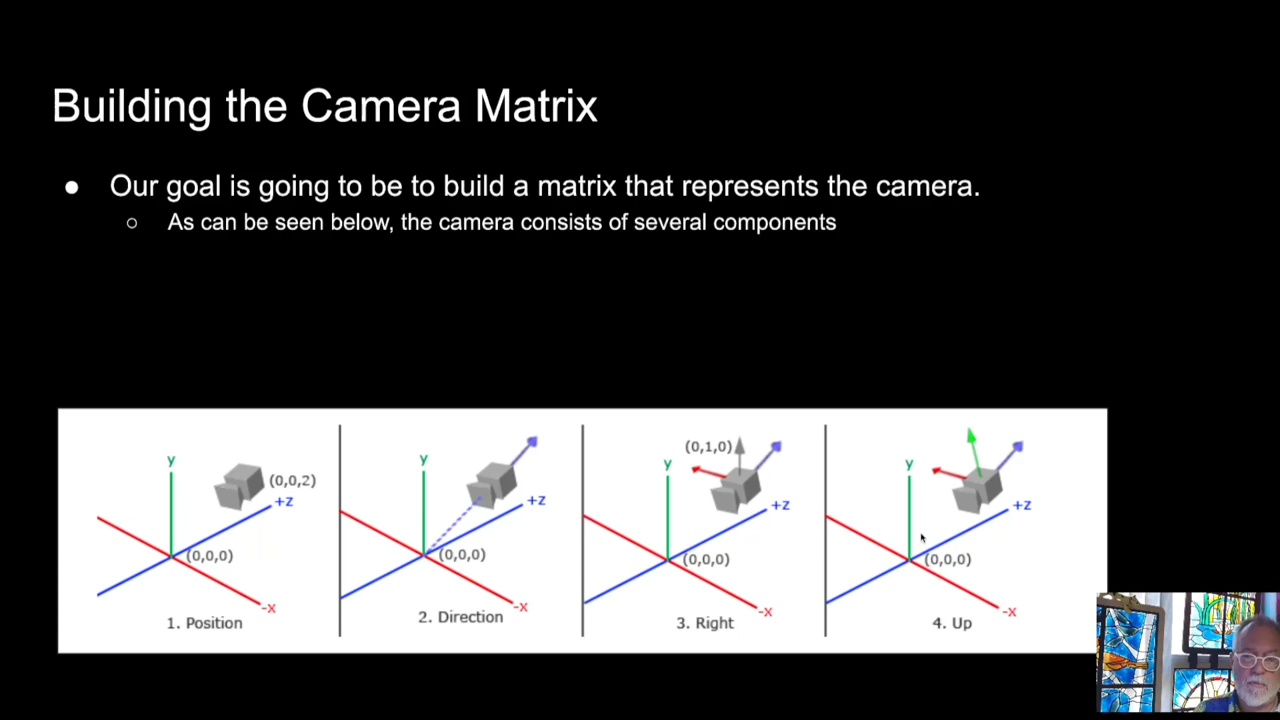 Building the Camera Matrix
● Our goal is going to be to build a matrix that represents the camera.
○ As can be seen below, the camera consists of several components
y
(0,0,2)
+z
(0,0,0)
-x
1. Position
y
+z
(0,0,0)
-x
2. Direction
(0,1,0)
y
+z
(0,0,0)
-x
3. Right
y
+z
(0,0,0)
-x
4. Up